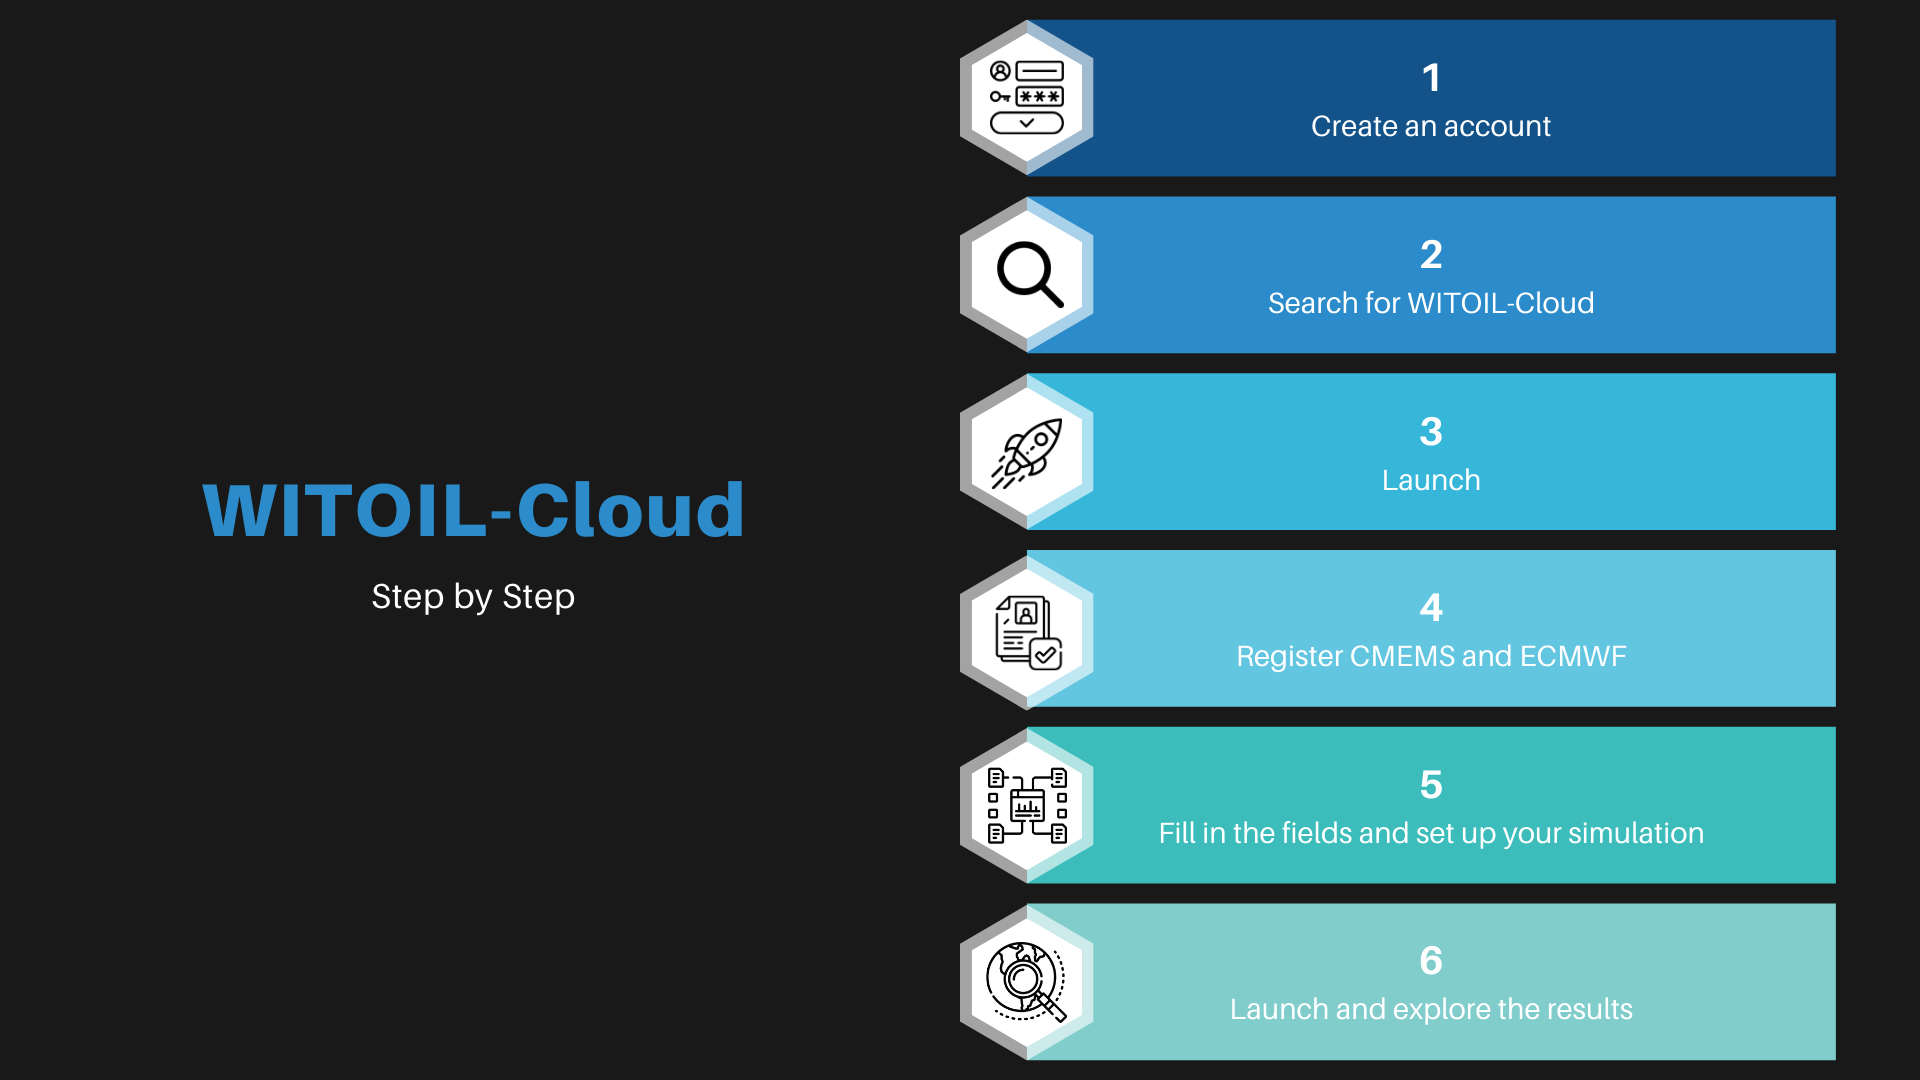 WITOIL-Cloud
Step by Step
1
Create an account
2
Search for WITOIL-Cloud
3
Launch
4
Register CMEMS and ECMWF
5
Fill in the fields and set up your simulation
6
Launch and explore the results